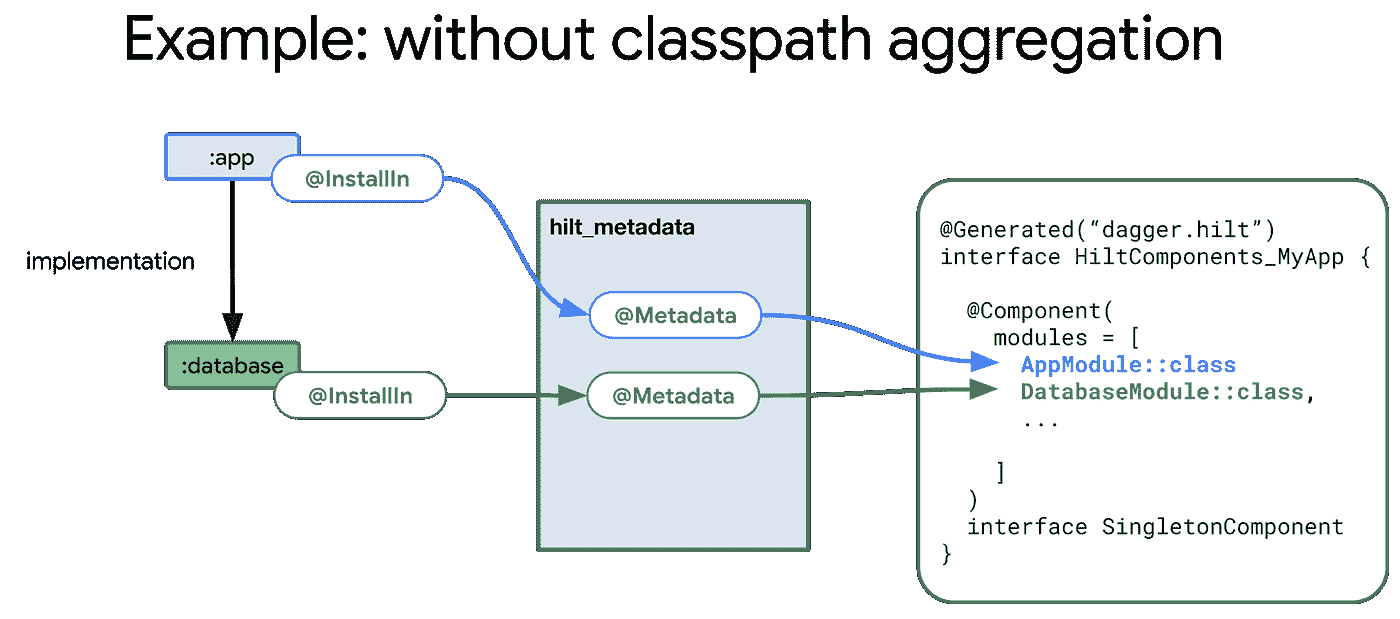 Example: without classpath aggregation
:app
@InstallIn
implementation
:database
@InstallIn
hilt_metadata
@Metadata
@Metadata
@Generated(“dagger.hilt”)
interface HiltComponents_MyApp {
@Component(
modules = [
AppModule::class
DatabaseModule::class,
...
]
)
interface SingletonComponent
}